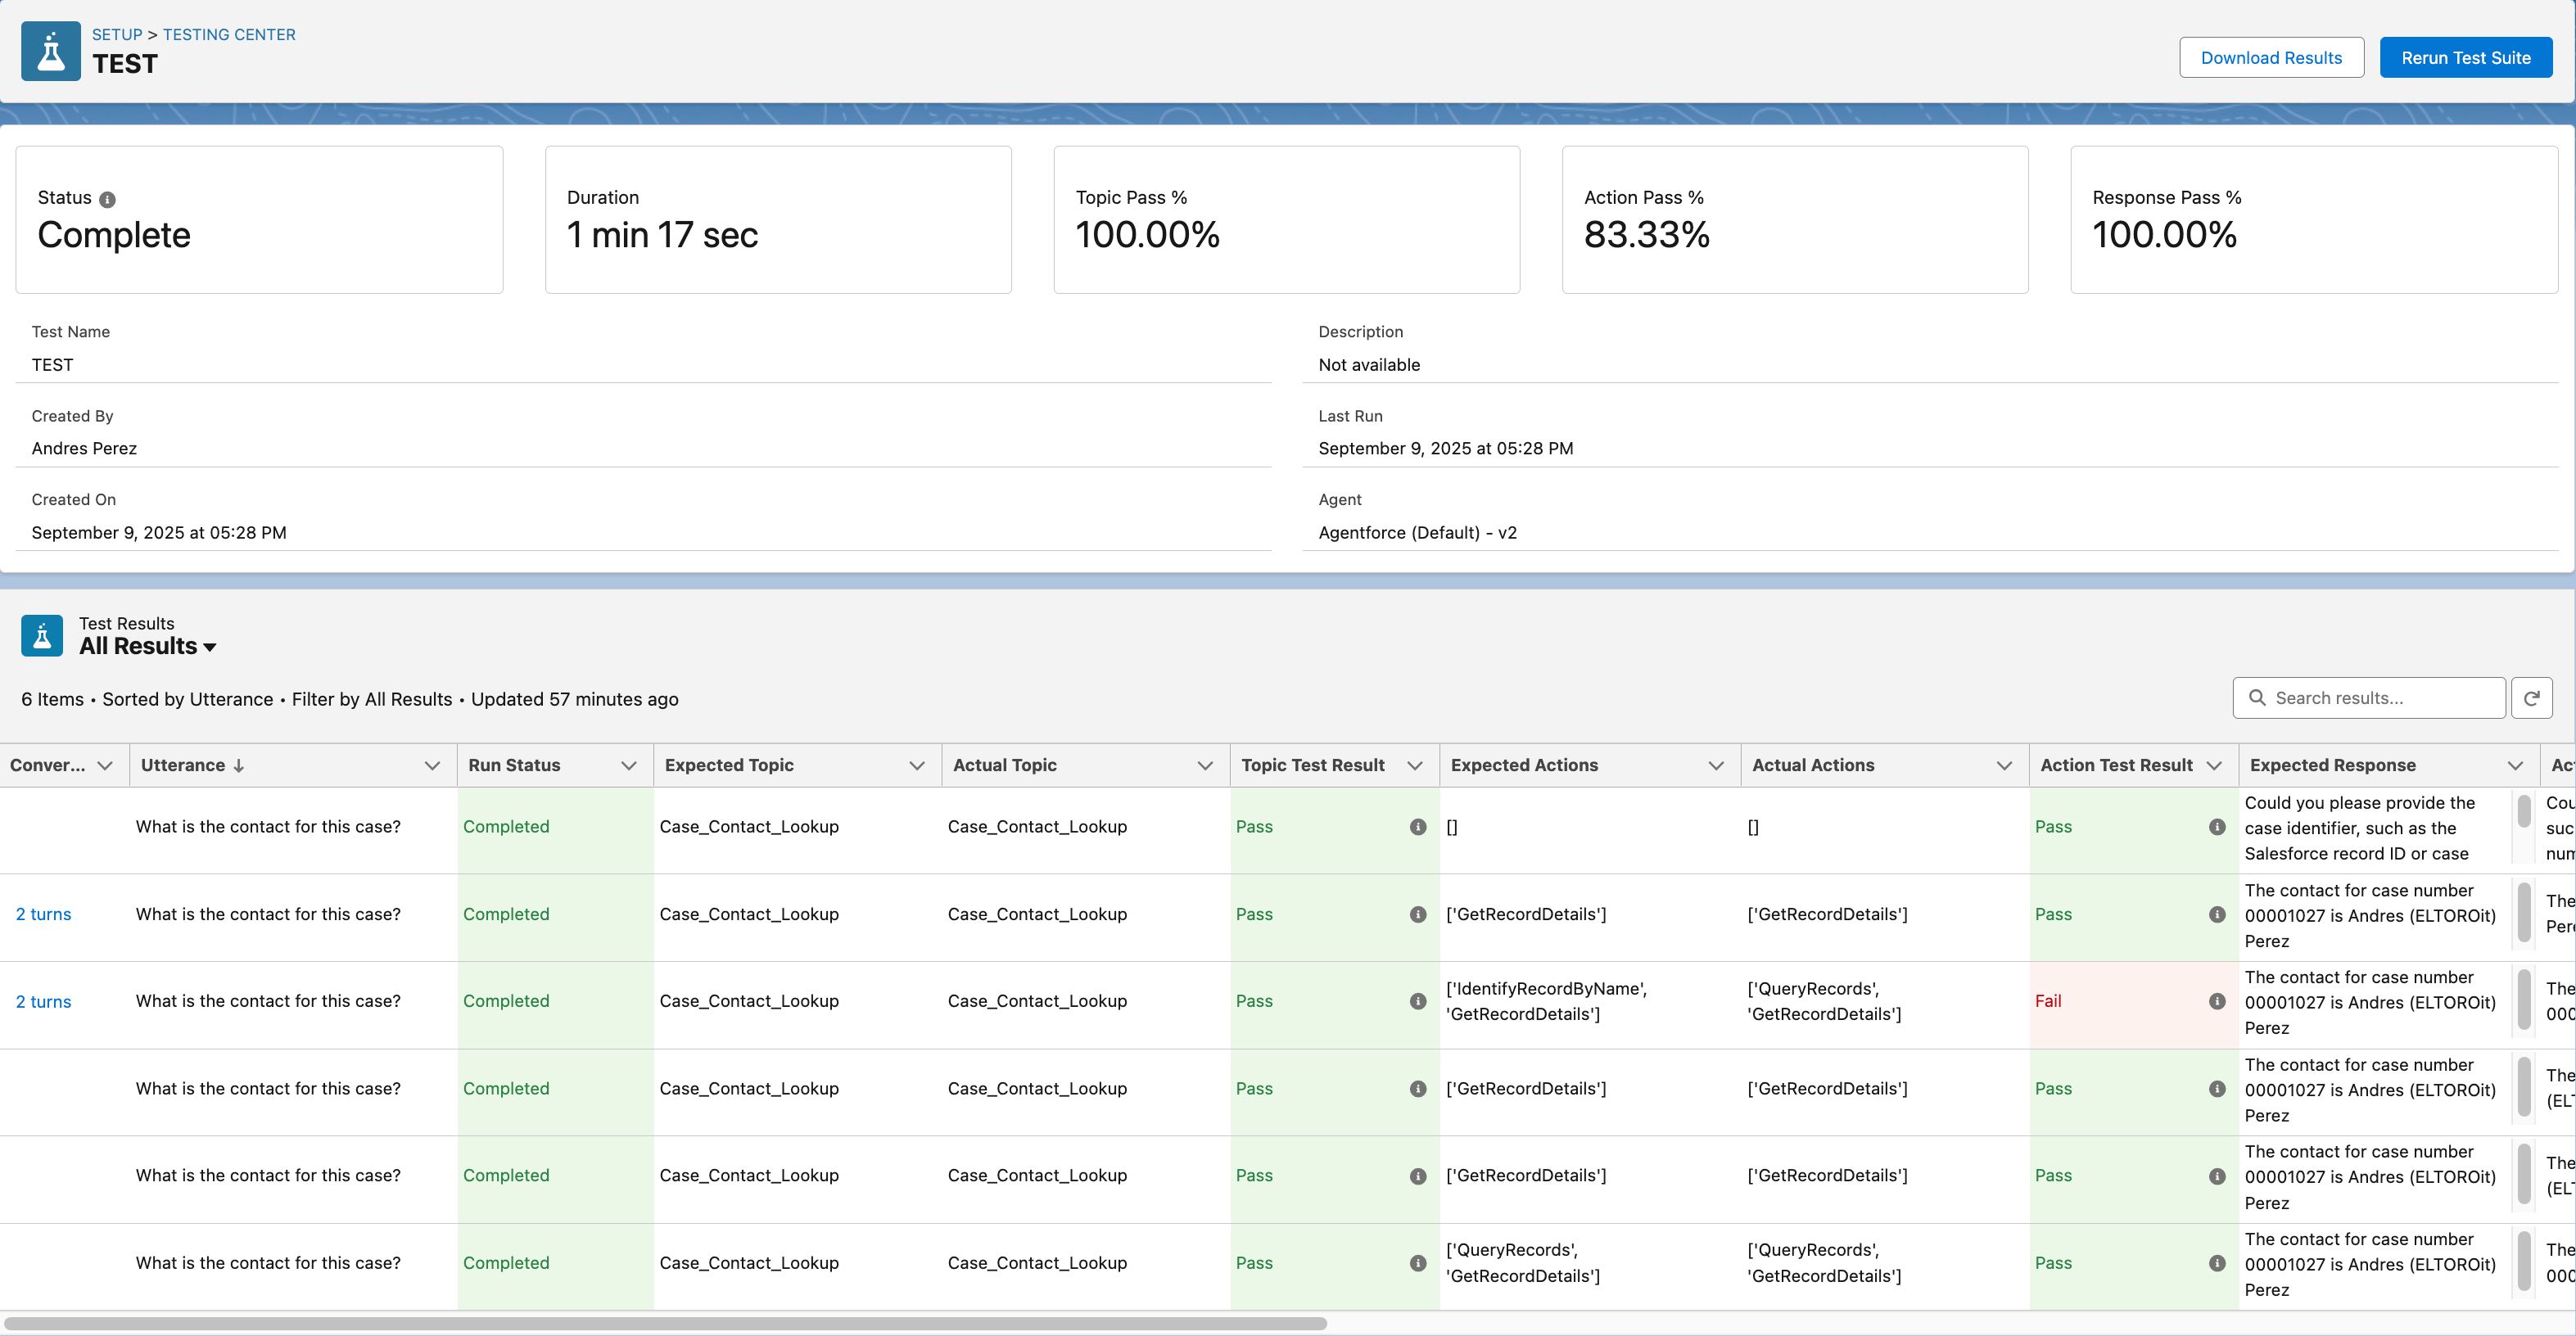 SETUP > TESTING CENTER
TEST
Download Results
Rerun Test Suite
Status
Complete
Duration
1 min 17 sec
Topic Pass %
100.00%
Action Pass %
83.33%
Response Pass %
100.00%
Test Name
TEST
Description
Not available
Created By
Andres Perez
Last Run
September 9, 2025 at 05:28 PM
Created On
September 9, 2025 at 05:28 PM
Agent
Agentforce (Default) - v2
Test Results
All Results
6 Items • Sorted by Utterance • Filter by All Results • Updated 57 minutes ago
Search results...
Conver... Utterance Run Status Expected Topic Actual Topic Topic Test Result Expected Actions Actual Actions Action Test Result Expected Response
What is the contact for this case? Completed Case_Contact_Lookup Case_Contact_Lookup Pass [] [] Pass
Could you please provide the
case identifier, such as the
Salesforce record ID or case
2 turns What is the contact for this case? Completed Case_Contact_Lookup Case_Contact_Lookup Pass ['GetRecordDetails'] ['GetRecordDetails'] Pass
The contact for case number
00001027 is Andres (ELTOROit)
Perez
The
2 turns What is the contact for this case? Completed Case_Contact_Lookup Case_Contact_Lookup Pass
['IdentifyRecordByName',
'GetRecordDetails']
['QueryRecords',
'GetRecordDetails']
Fail
The contact for case number
00001027 is Andres (ELTOROit)
Perez
The
What is the contact for this case? Completed Case_Contact_Lookup Case_Contact_Lookup Pass ['GetRecordDetails'] ['GetRecordDetails'] Pass
The contact for case number
00001027 is Andres (ELTOROit)
Perez
The
What is the contact for this case? Completed Case_Contact_Lookup Case_Contact_Lookup Pass ['GetRecordDetails'] ['GetRecordDetails'] Pass
The contact for case number
00001027 is Andres (ELTOROit)
Perez
The
What is the contact for this case? Completed Case_Contact_Lookup Case_Contact_Lookup Pass
['QueryRecords',
'GetRecordDetails']
['QueryRecords',
'GetRecordDetails']
Pass
The contact for case number
00001027 is Andres (ELTOROit)
Perez
The